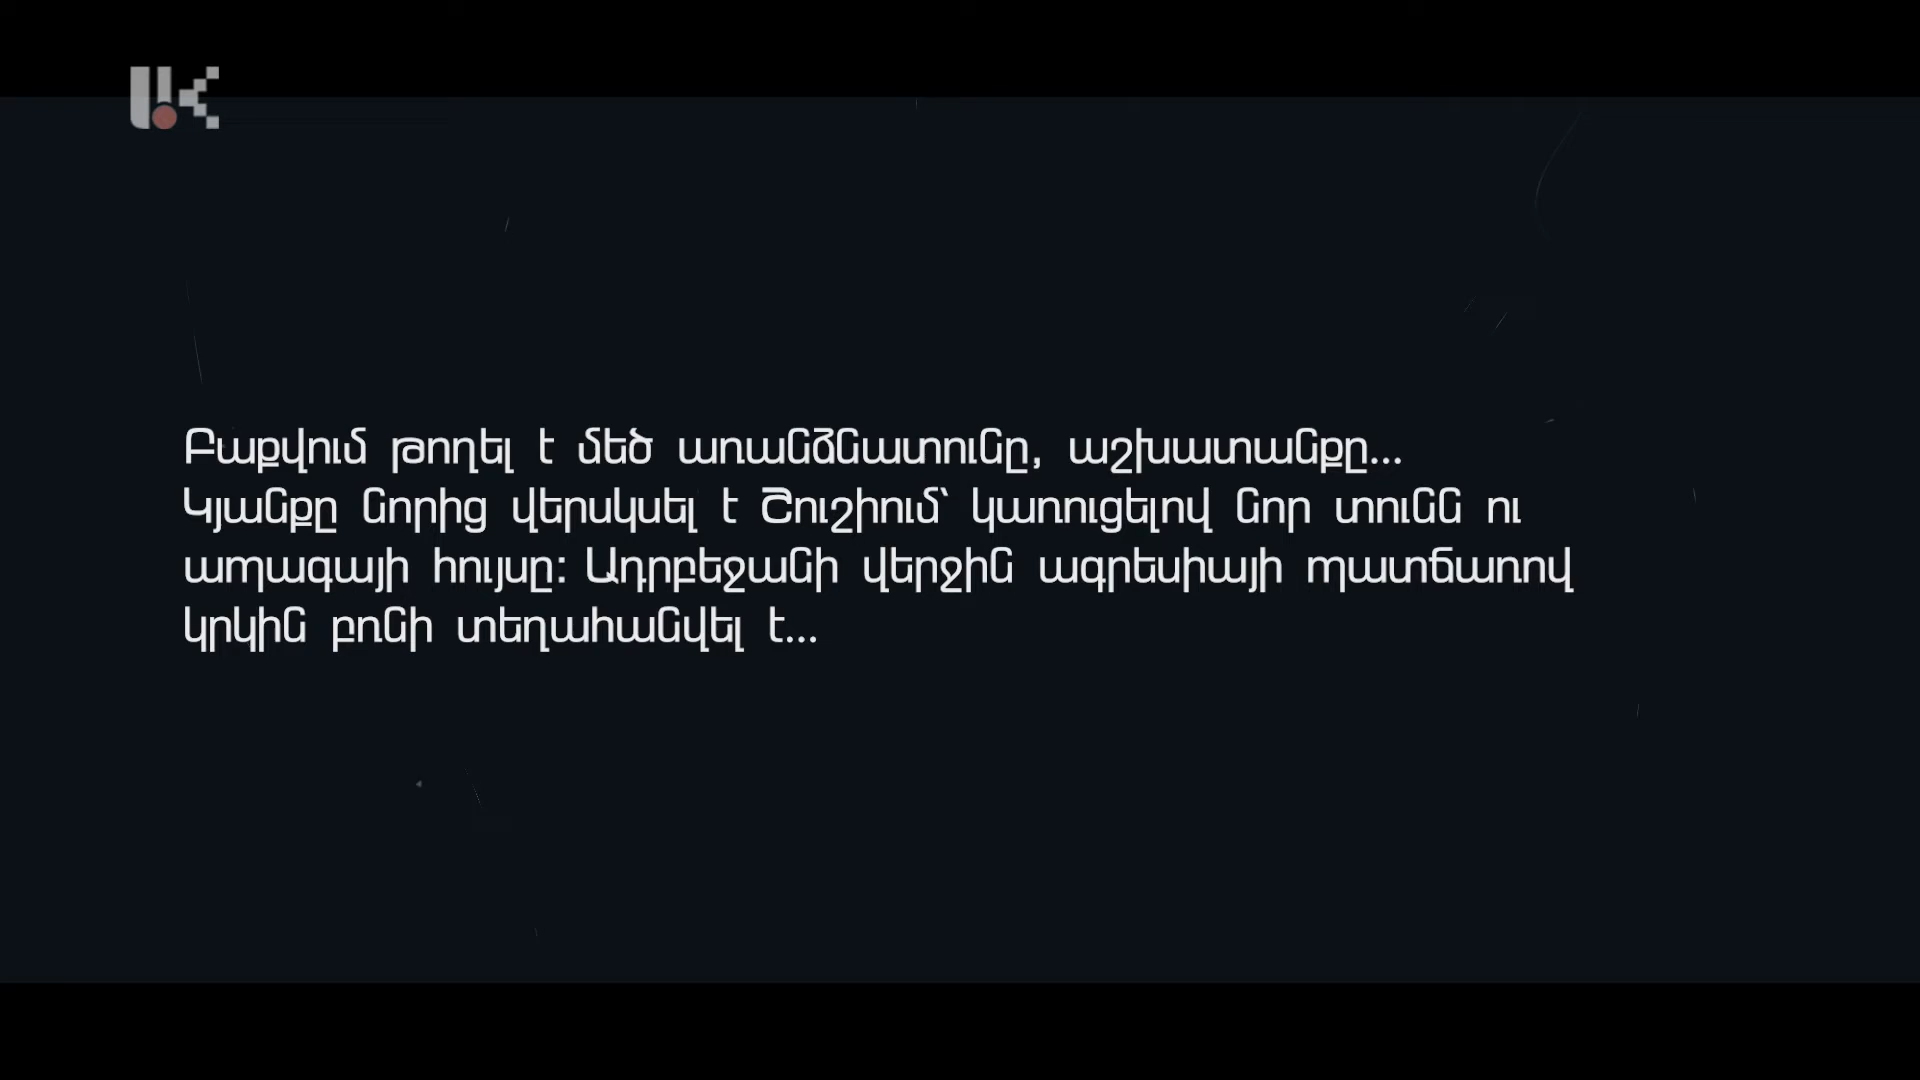 Բաքվում թողել է մեծ առանձնատունը, աշխատանքը...
Կյանքը նորից վերսկսել է Շուշիում՝ կառուցելով նոր տունն ու
ապագայի հույսը: Ադրբեջանի վերջին ագրեսիայի պատճառով
կրկին բռնի տեղահանվել է...